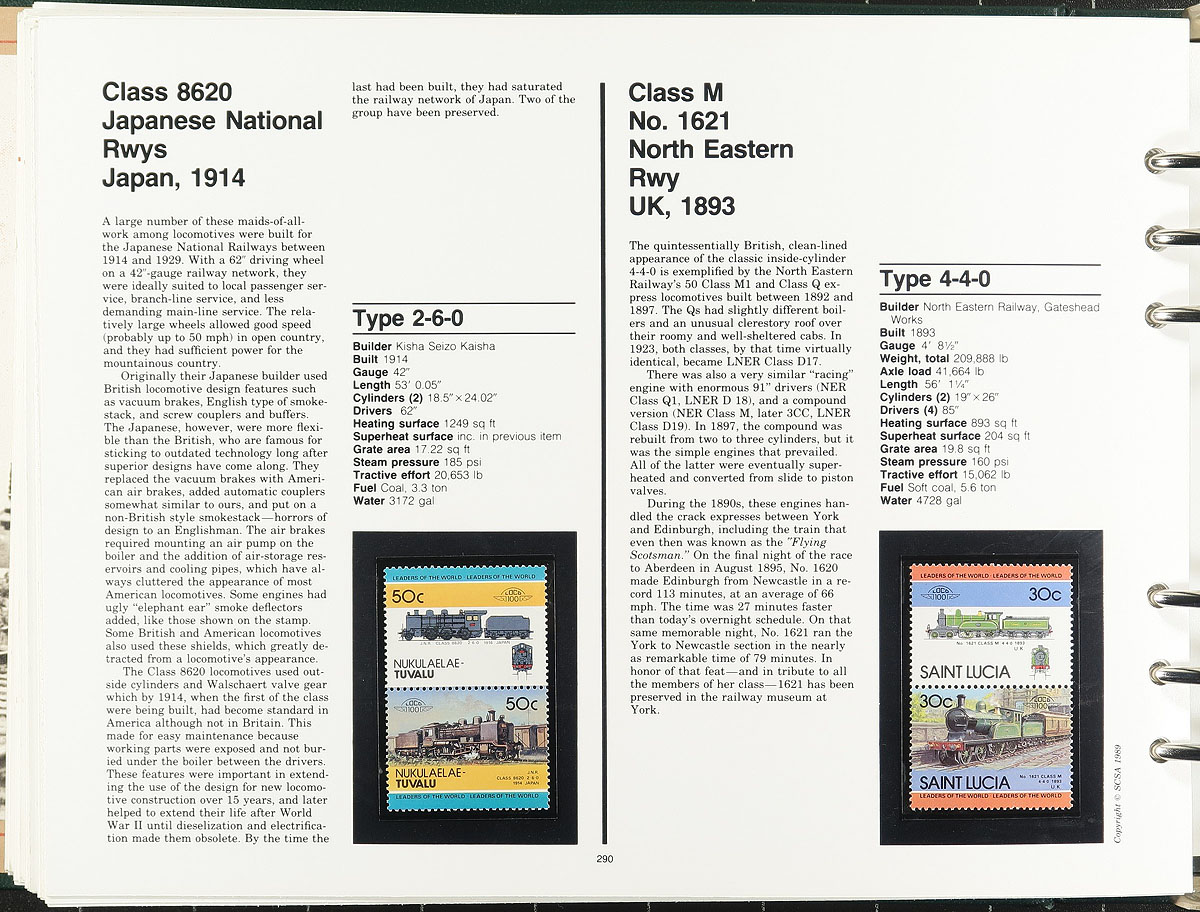 Class 8620
Japanese National
Rwys
Japan, 1914
A large number of these maids-of-all-
work among locomotives were built for
the Japanese National Railways between
1914 and 1929. With a 62″ driving wheel
on a 42″-gauge railway network, they
were ideally suited to local passenger ser-
vice, branch-line service, and less
demanding main-line service. The rela-
tively large wheels allowed good speed
(probably up to 50 mph) in open country,
and they had sufficient power for the
mountainous country.
Originally their Japanese builder used
British locomotive design features such
as vacuum brakes, English type of smoke-
stack, and screw couplers and buffers.
The Japanese, however, were more flexi-
ble than the British, who are famous for
sticking to outdated technology long after
superior designs have come along. They
replaced the vacuum brakes with Ameri-
can air brakes, added automatic couplers
somewhat similar to ours, and put on a
non-British style smokestack—horrors of
design to an Englishman. The air brakes
required mounting an air pump on the
boiler and the addition of air-storage res-
ervoirs and cooling pipes, which have al-
ways cluttered the appearance of most
American locomotives. Some engines had
ugly "elephant ear" smoke deflectors
added, like those shown on the stamp.
Some British and American locomotives
also used these shields, which greatly de-
tracted from a locomotive's appearance.
The Class 8620 locomotives used out-
side cylinders and Walschaert valve gear
which by 1914, when the first of the class
were being built, had become standard in
America although not in Britain. This
made for easy maintenance because
working parts were exposed and not bur-
ied under the boiler between the drivers.
These features were important in extend-
ing the use of the design for new locomo-
tive construction over 15 years, and later
helped to extend their life after World
War II until dieselization and electrifica-
tion made them obsolete. By the time the
last had been built, they had saturated
the railway network of Japan. Two of the
group have been preserved.
Type 2-6-0
Builder Kisha Seizo Kaisha
Built 1914
Gauge 42″
Length 53′ 0.05″
Cylinders (2) 18.5″ × 24.02″
Drivers 62″
Heating surface 1249 sq ft
Superheat surface inc. in previous item
Grate area 17.22 sq ft
Steam pressure 185 psi
Tractive effort 20,653 lb
Fuel Coal, 3.3 ton
Water 3172 gal
LEADERS OF THE WORLD · LEADERS OF THE WORLD
50c
LOCO
100
J.N.R. CLASS 8620 2-6-0 1914 JAPAN
NUKULAELAE-
TUVALU
LOCO
100
50c
NUKULAELAE-
TUVALU
J.N.R.
CLASS 8620 2-6-0
1914 JAPAN
LEADERS OF THE WORLD · LEADERS OF THE WORLD
Class M
No. 1621
North Eastern
Rwy
UK, 1893
The quintessentially British, clean-lined
appearance of the classic inside-cylinder
4-4-0 is exemplified by the North Eastern
Railway's 50 Class M1 and Class Q ex-
press locomotives built between 1892 and
1897. The Qs had slightly different boil-
ers and an unusual clerestory roof over
their roomy and well-sheltered cabs. In
1923, both classes, by that time virtually
identical, became LNER Class D17.
There was also a very similar "racing"
engine with enormous 91″ drivers (NER
Class Q1, LNER D 18), and a compound
version (NER Class M, later 3CC, LNER
Class D19). In 1897, the compound was
rebuilt from two to three cylinders, but it
was the simple engines that prevailed.
All of the latter were eventually super-
heated and converted from slide to piston
valves.
During the 1890s, these engines han-
dled the crack expresses between York
and Edinburgh, including the train that
even then was known as the "Flying
Scotsman." On the final night of the race
to Aberdeen in August 1895, No. 1620
made Edinburgh from Newcastle in a re-
cord 113 minutes, at an average of 66
mph. The time was 27 minutes faster
than today's overnight schedule. On that
same memorable night, No. 1621 ran the
York to Newcastle section in the nearly
as remarkable time of 79 minutes. In
honor of that feat—and in tribute to all
the members of her class—1621 has been
preserved in the railway museum at
York.
Type 4-4-0
Builder North Eastern Railway, Gateshead
Works
Built 1893
Gauge 4′ 8½″
Weight, total 209,888 lb
Axle load 41,664 lb
Length 56′ 1¼″
Cylinders (2) 19″ × 26″
Drivers (4) 85″
Heating surface 893 sq ft
Superheat surface 204 sq ft
Grate area 19.8 sq ft
Steam pressure 160 psi
Tractive effort 15,062 lb
Fuel Soft coal, 5.6 ton
Water 4728 gal
LEADERS OF THE WORLD · LEADERS OF THE WORLD
LOCO
100
30c
No. 1621 CLASS M 4-4-0 1893
U K
SAINT LUCIA
30c
LOCO
100
SAINT LUCIA
No. 1621 CLASS M
4-4-0 1893
U K
LEADERS OF THE WORLD · LEADERS OF THE WORLD
Copyright © SCSA 1989
290